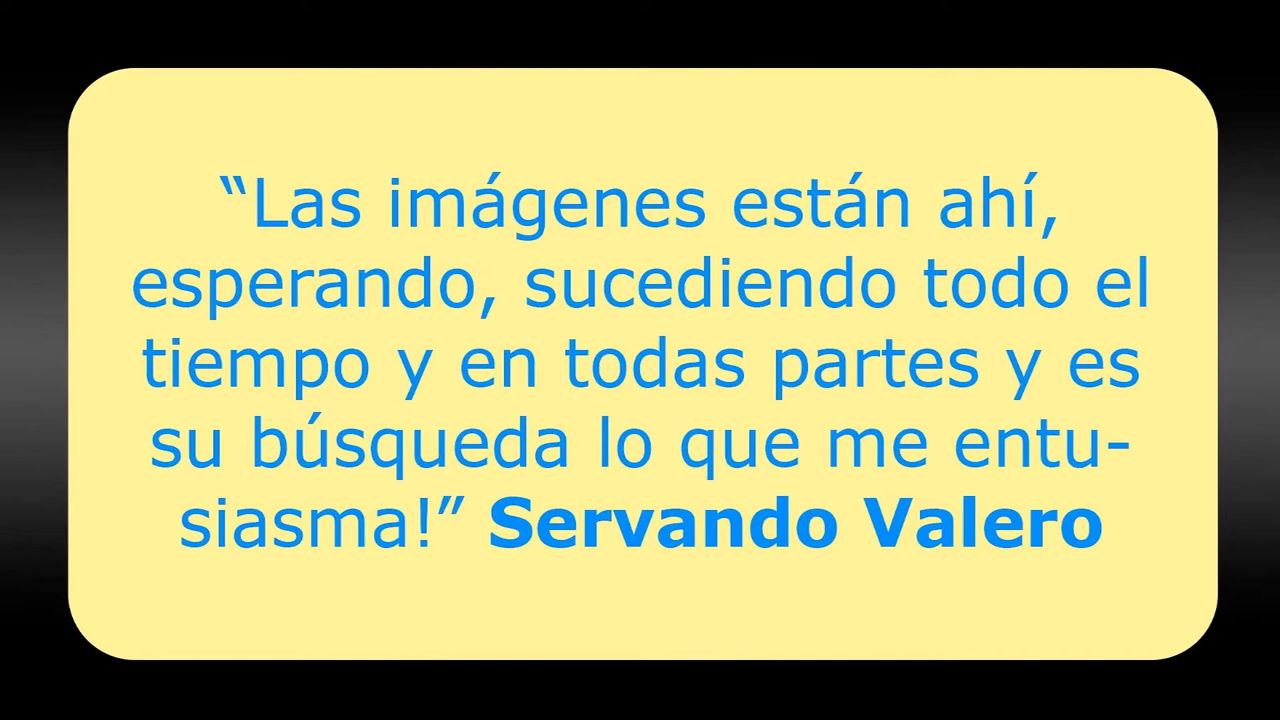 “Las imágenes están ahí,
esperando, sucediendo todo el
tiempo y en todas partes y es
su búsqueda lo que me entu-
siasma!” Servando Valero